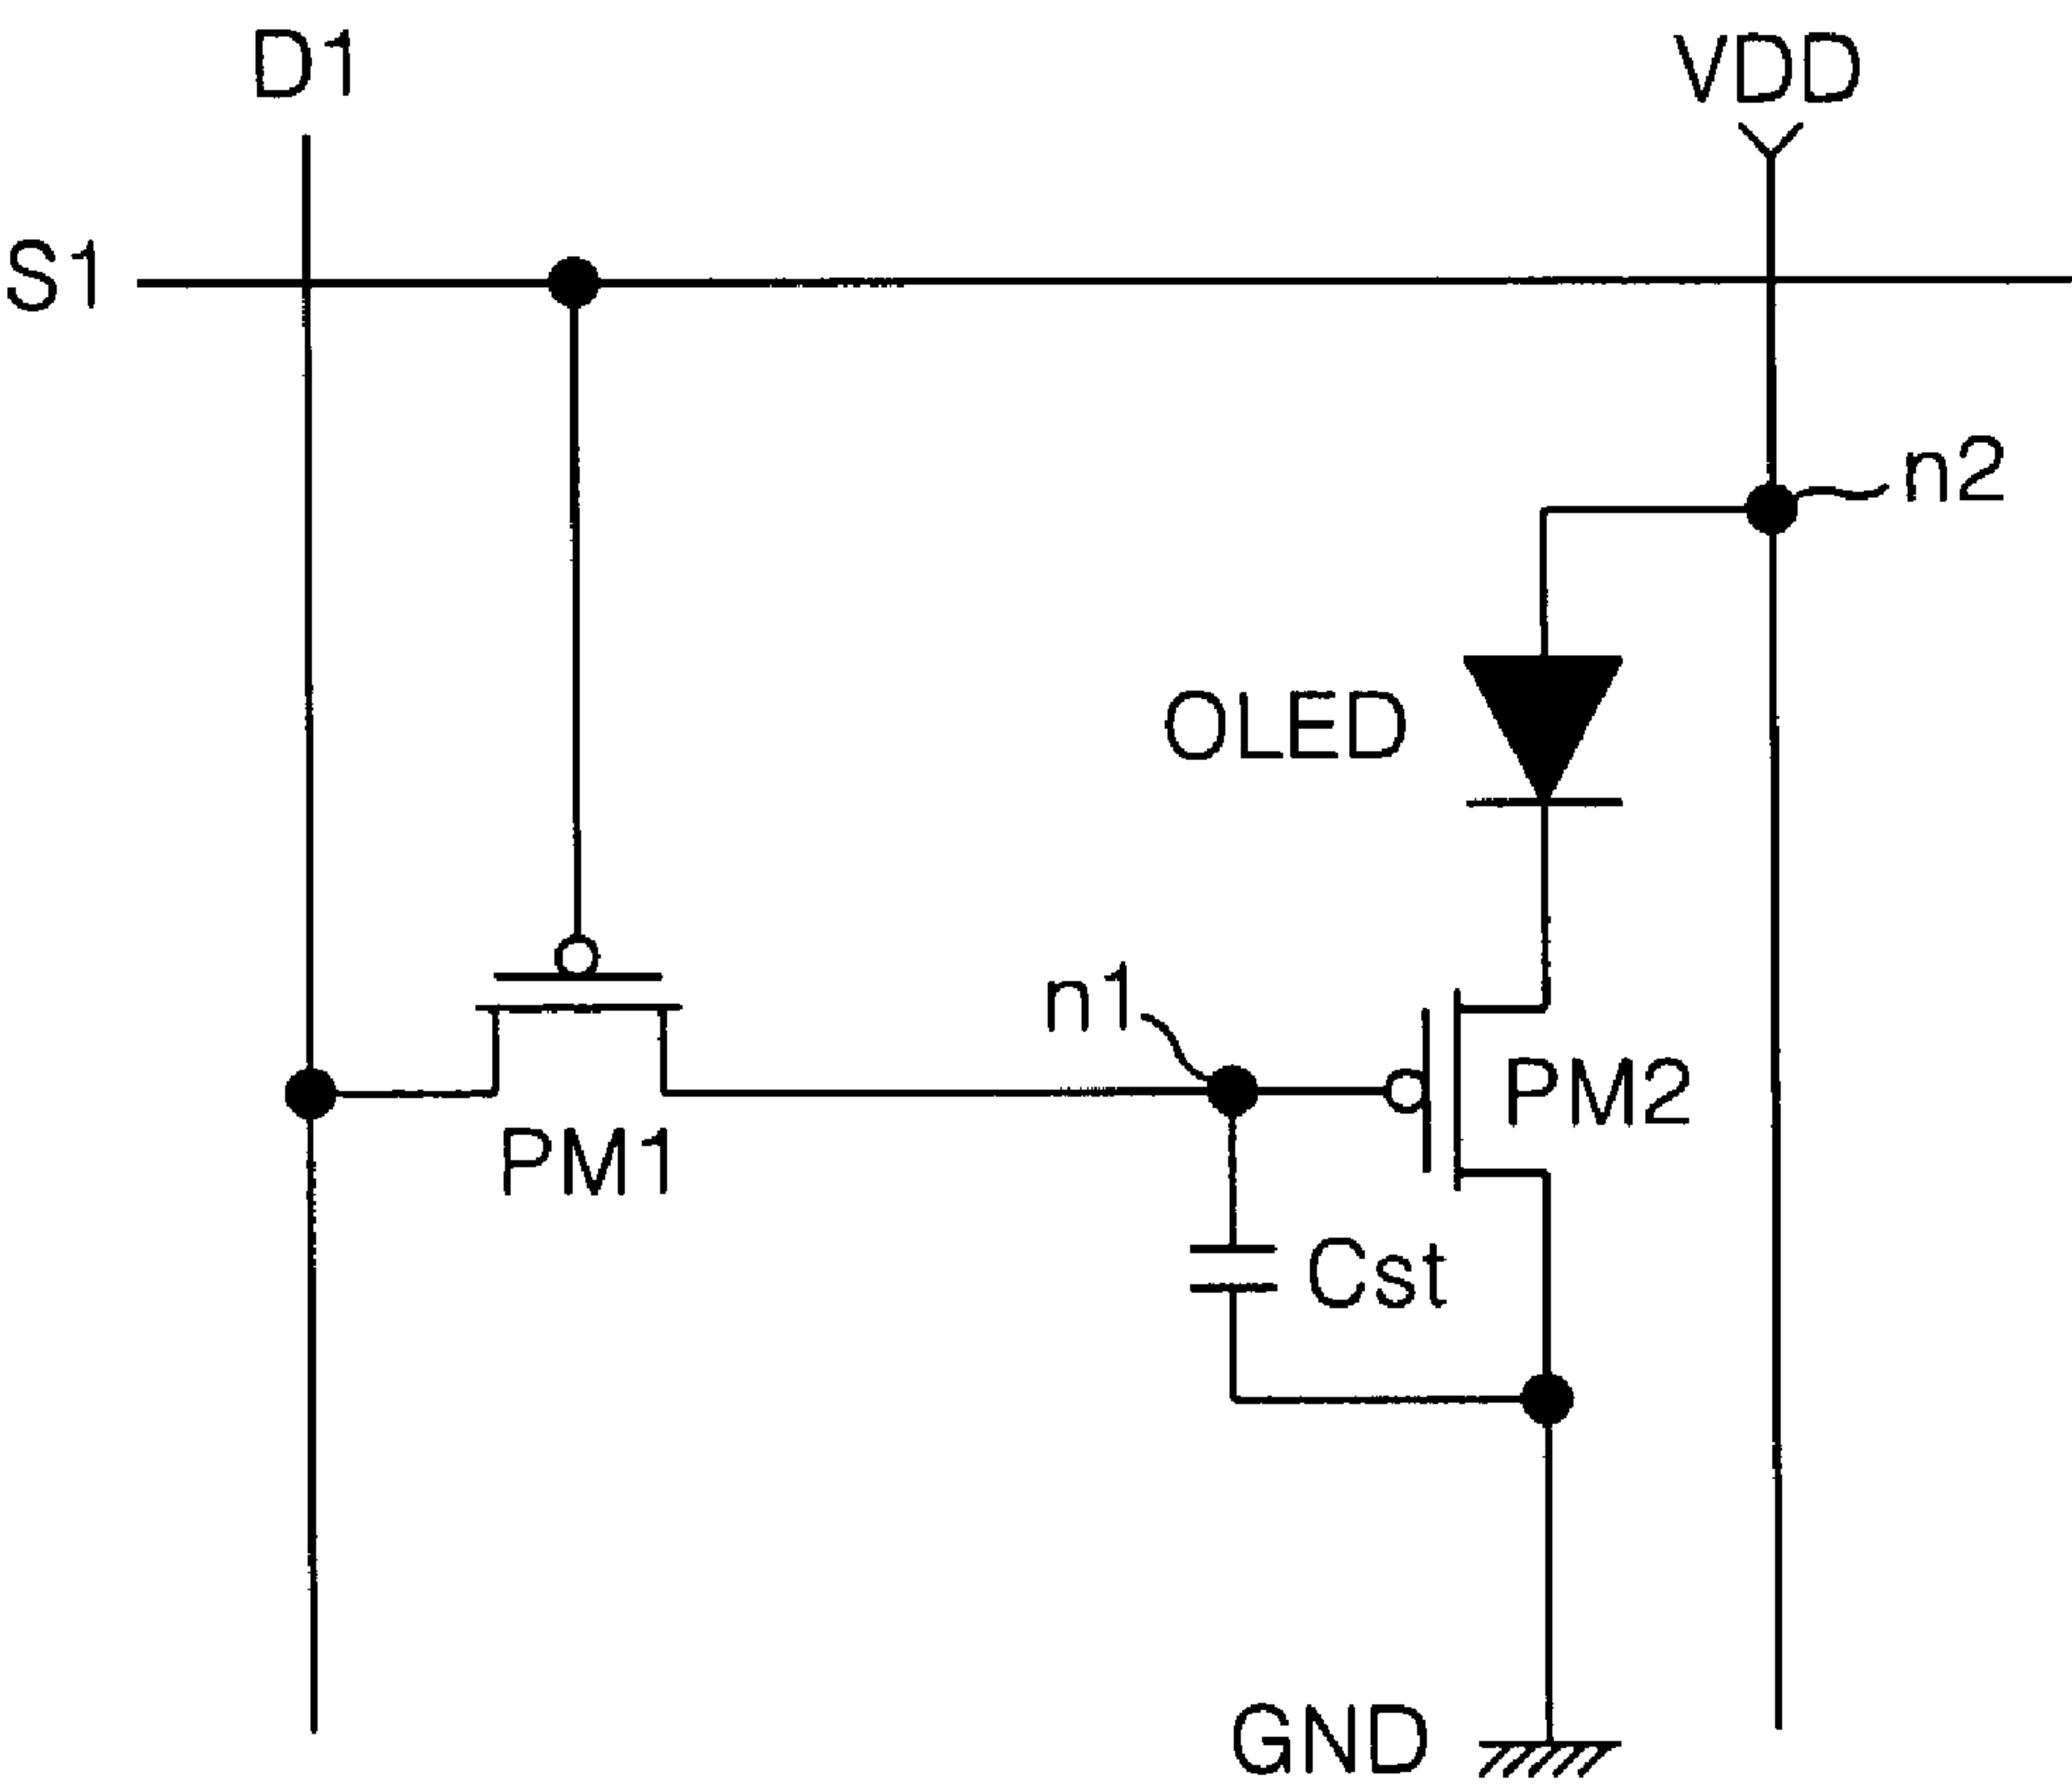 D1
VDD
S1
n2
OLED
n1
PM2
PM1
Cst
GND